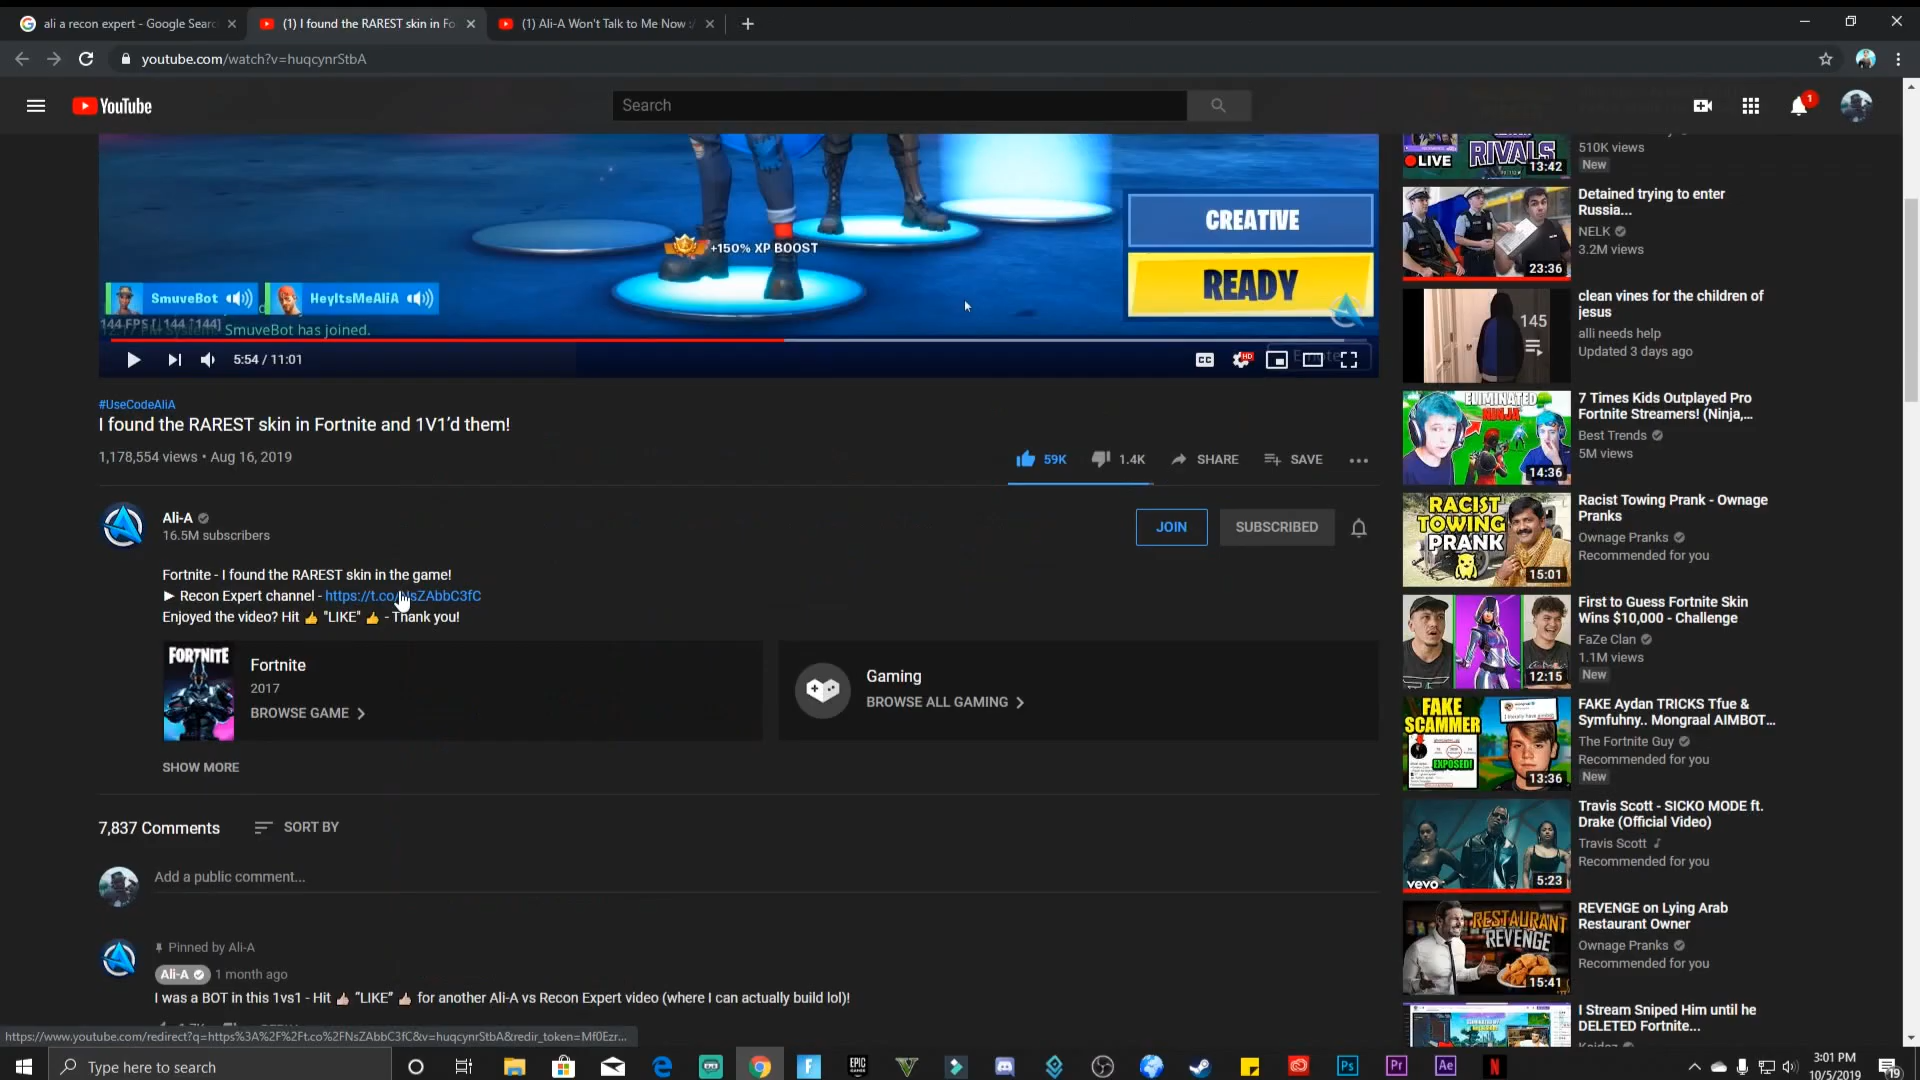 ali a recon expert - Google Searc
(1) I found the RAREST skin in Fo
(1) Ali-A Won't Talk to Me Now :/
youtube.com/watch?v=huqcynrStbA
YouTube
Search
1
+150% XP BOOST
CREATIVE
READY
SmuveBot
HeyItsMeAliA
144 FPS [↓144 ↑144]
SmuveBot has joined.
5:54 / 11:01
CC
HD
#UseCodeAliA
I found the RAREST skin in Fortnite and 1V1'd them!
1,178,554 views • Aug 16, 2019
59K
1.4K
SHARE
SAVE
Ali-A
16.5M subscribers
JOIN
SUBSCRIBED
Fortnite - I found the RAREST skin in the game!
► Recon Expert channel - https://t.co/NsZAbbC3fC
Enjoyed the video? Hit 👍 "LIKE" 👍 - Thank you!
FORTNITE
Fortnite
2017
BROWSE GAME
Gaming
BROWSE ALL GAMING
SHOW MORE
7,837 Comments
SORT BY
Add a public comment...
Pinned by Ali-A
Ali-A
1 month ago
I was a BOT in this 1vs1 - Hit 👍 "LIKE" 👍 for another Ali-A vs Recon Expert video (where I can actually build lol)!
https://www.youtube.com/redirect?q=https%3A%2F%2Ft.co%2FNsZAbbC3fC&v=huqcynrStbA&redir_token=Mf0Ezr...
LIVE
RIVALS
13:42
510K views
New
23:36
Detained trying to enter
Russia...
NELK
3.2M views
145
clean vines for the children of
jesus
alli needs help
Updated 3 days ago
ELIMINATED
NINJA
14:36
7 Times Kids Outplayed Pro
Fortnite Streamers! (Ninja,...
Best Trends
5M views
RACIST
TOWING
PRANK
15:01
Racist Towing Prank - Ownage
Pranks
Ownage Pranks
Recommended for you
12:15
First to Guess Fortnite Skin
Wins $10,000 - Challenge
FaZe Clan
1.1M views
New
FAKE
SCAMMER
EXPOSED!
13:36
FAKE Aydan TRICKS Tfue &
Symfuhny.. Mongraal AIMBOT...
The Fortnite Guy
Recommended for you
New
vevo
5:23
Travis Scott - SICKO MODE ft.
Drake (Official Video)
Travis Scott
Recommended for you
RESTAURANT
REVENGE
15:41
REVENGE on Lying Arab
Restaurant Owner
Ownage Pranks
Recommended for you
I Stream Sniped Him until he
DELETED Fortnite...
Type here to search
EPIC
GAMES
Ps
Pr
Ae
N
3:01 PM
10/5/2019
19